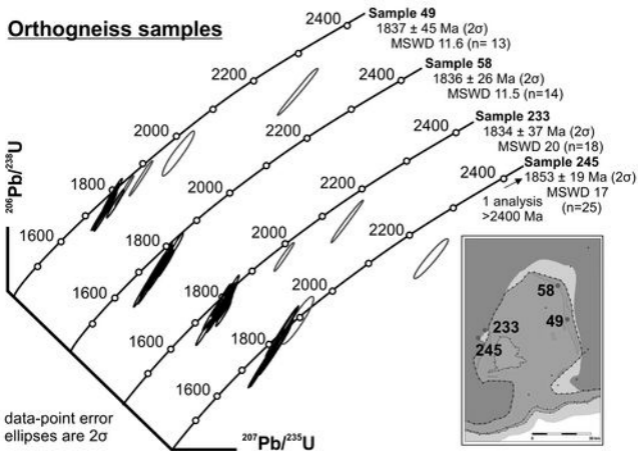 Orthogneiss samples
Sample 49
1837 ± 45 Ma (2σ)
MSWD 11.6 (n= 13)
2400
2200
2000
1800
1600
Sample 58
1836 ± 26 Ma (2σ)
MSWD 11.5 (n=14)
2400
2200
2000
1800
1600
Sample 233
1834 ± 37 Ma (2σ)
MSWD 20 (n=18)
2400
2200
2000
1800
1600
Sample 245
1853 ± 19 Ma (2σ)
MSWD 17
(n=25)
2400
1 analysis
>2400 Ma
2200
2000
1800
1600
²⁰⁶Pb/²³⁸U
58
49
233
245
data-point error
ellipses are 2σ
²⁰⁷Pb/²³⁵U